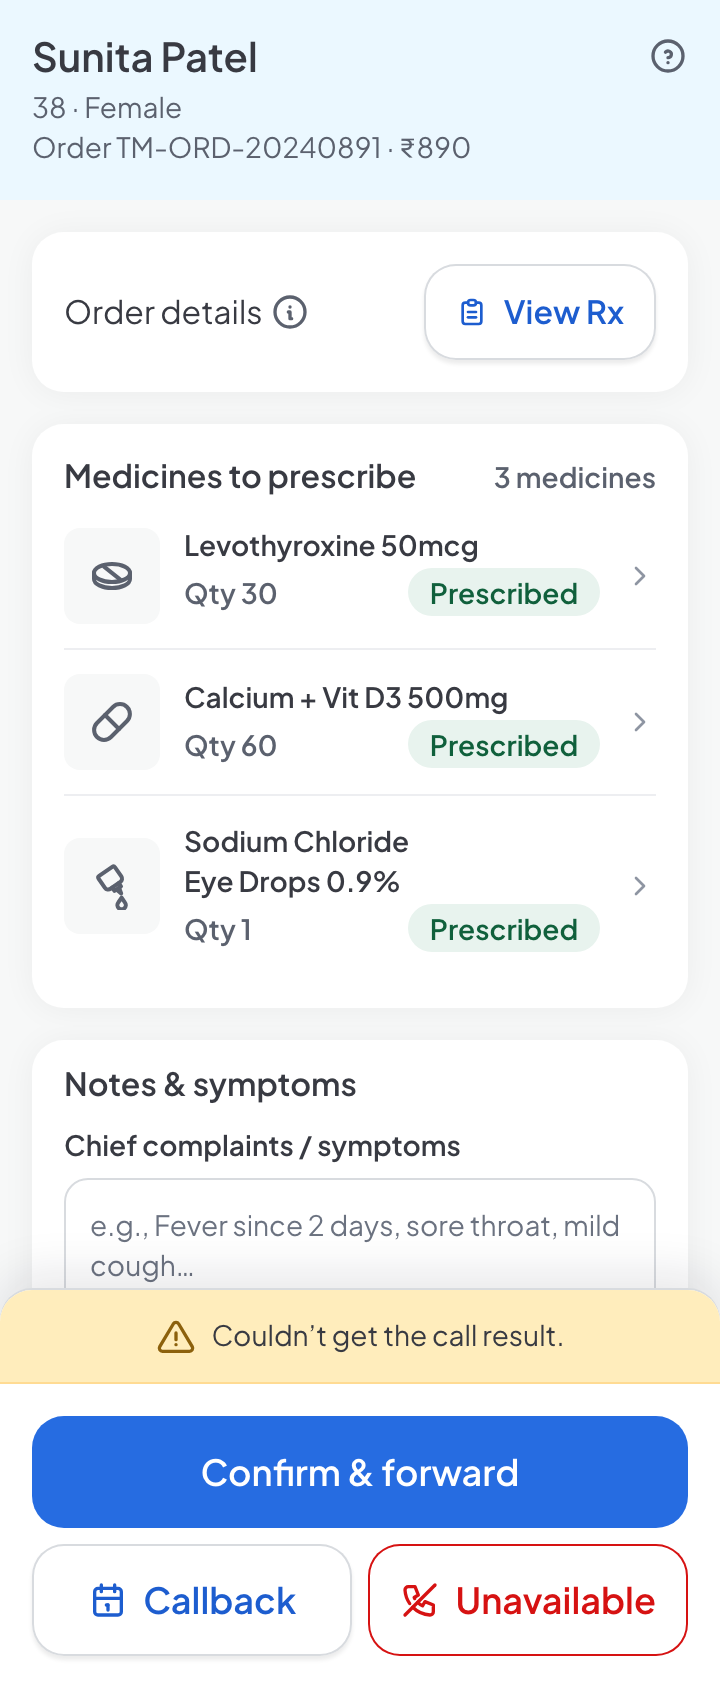 Sunita Patel
38 · Female
Order TM-ORD-20240891 · ₹890
Order details
View Rx
Medicines to prescribe
3 medicines
Levothyroxine 50mcg
Qty 30
Prescribed
Calcium + Vit D3 500mg
Qty 60
Prescribed
Sodium Chloride
Eye Drops 0.9%
Qty 1
Prescribed
Notes & symptoms
Chief complaints / symptoms
e.g., Fever since 2 days, sore throat, mild
cough…
Couldn’t get the call result.
Confirm & forward
Callback
Unavailable